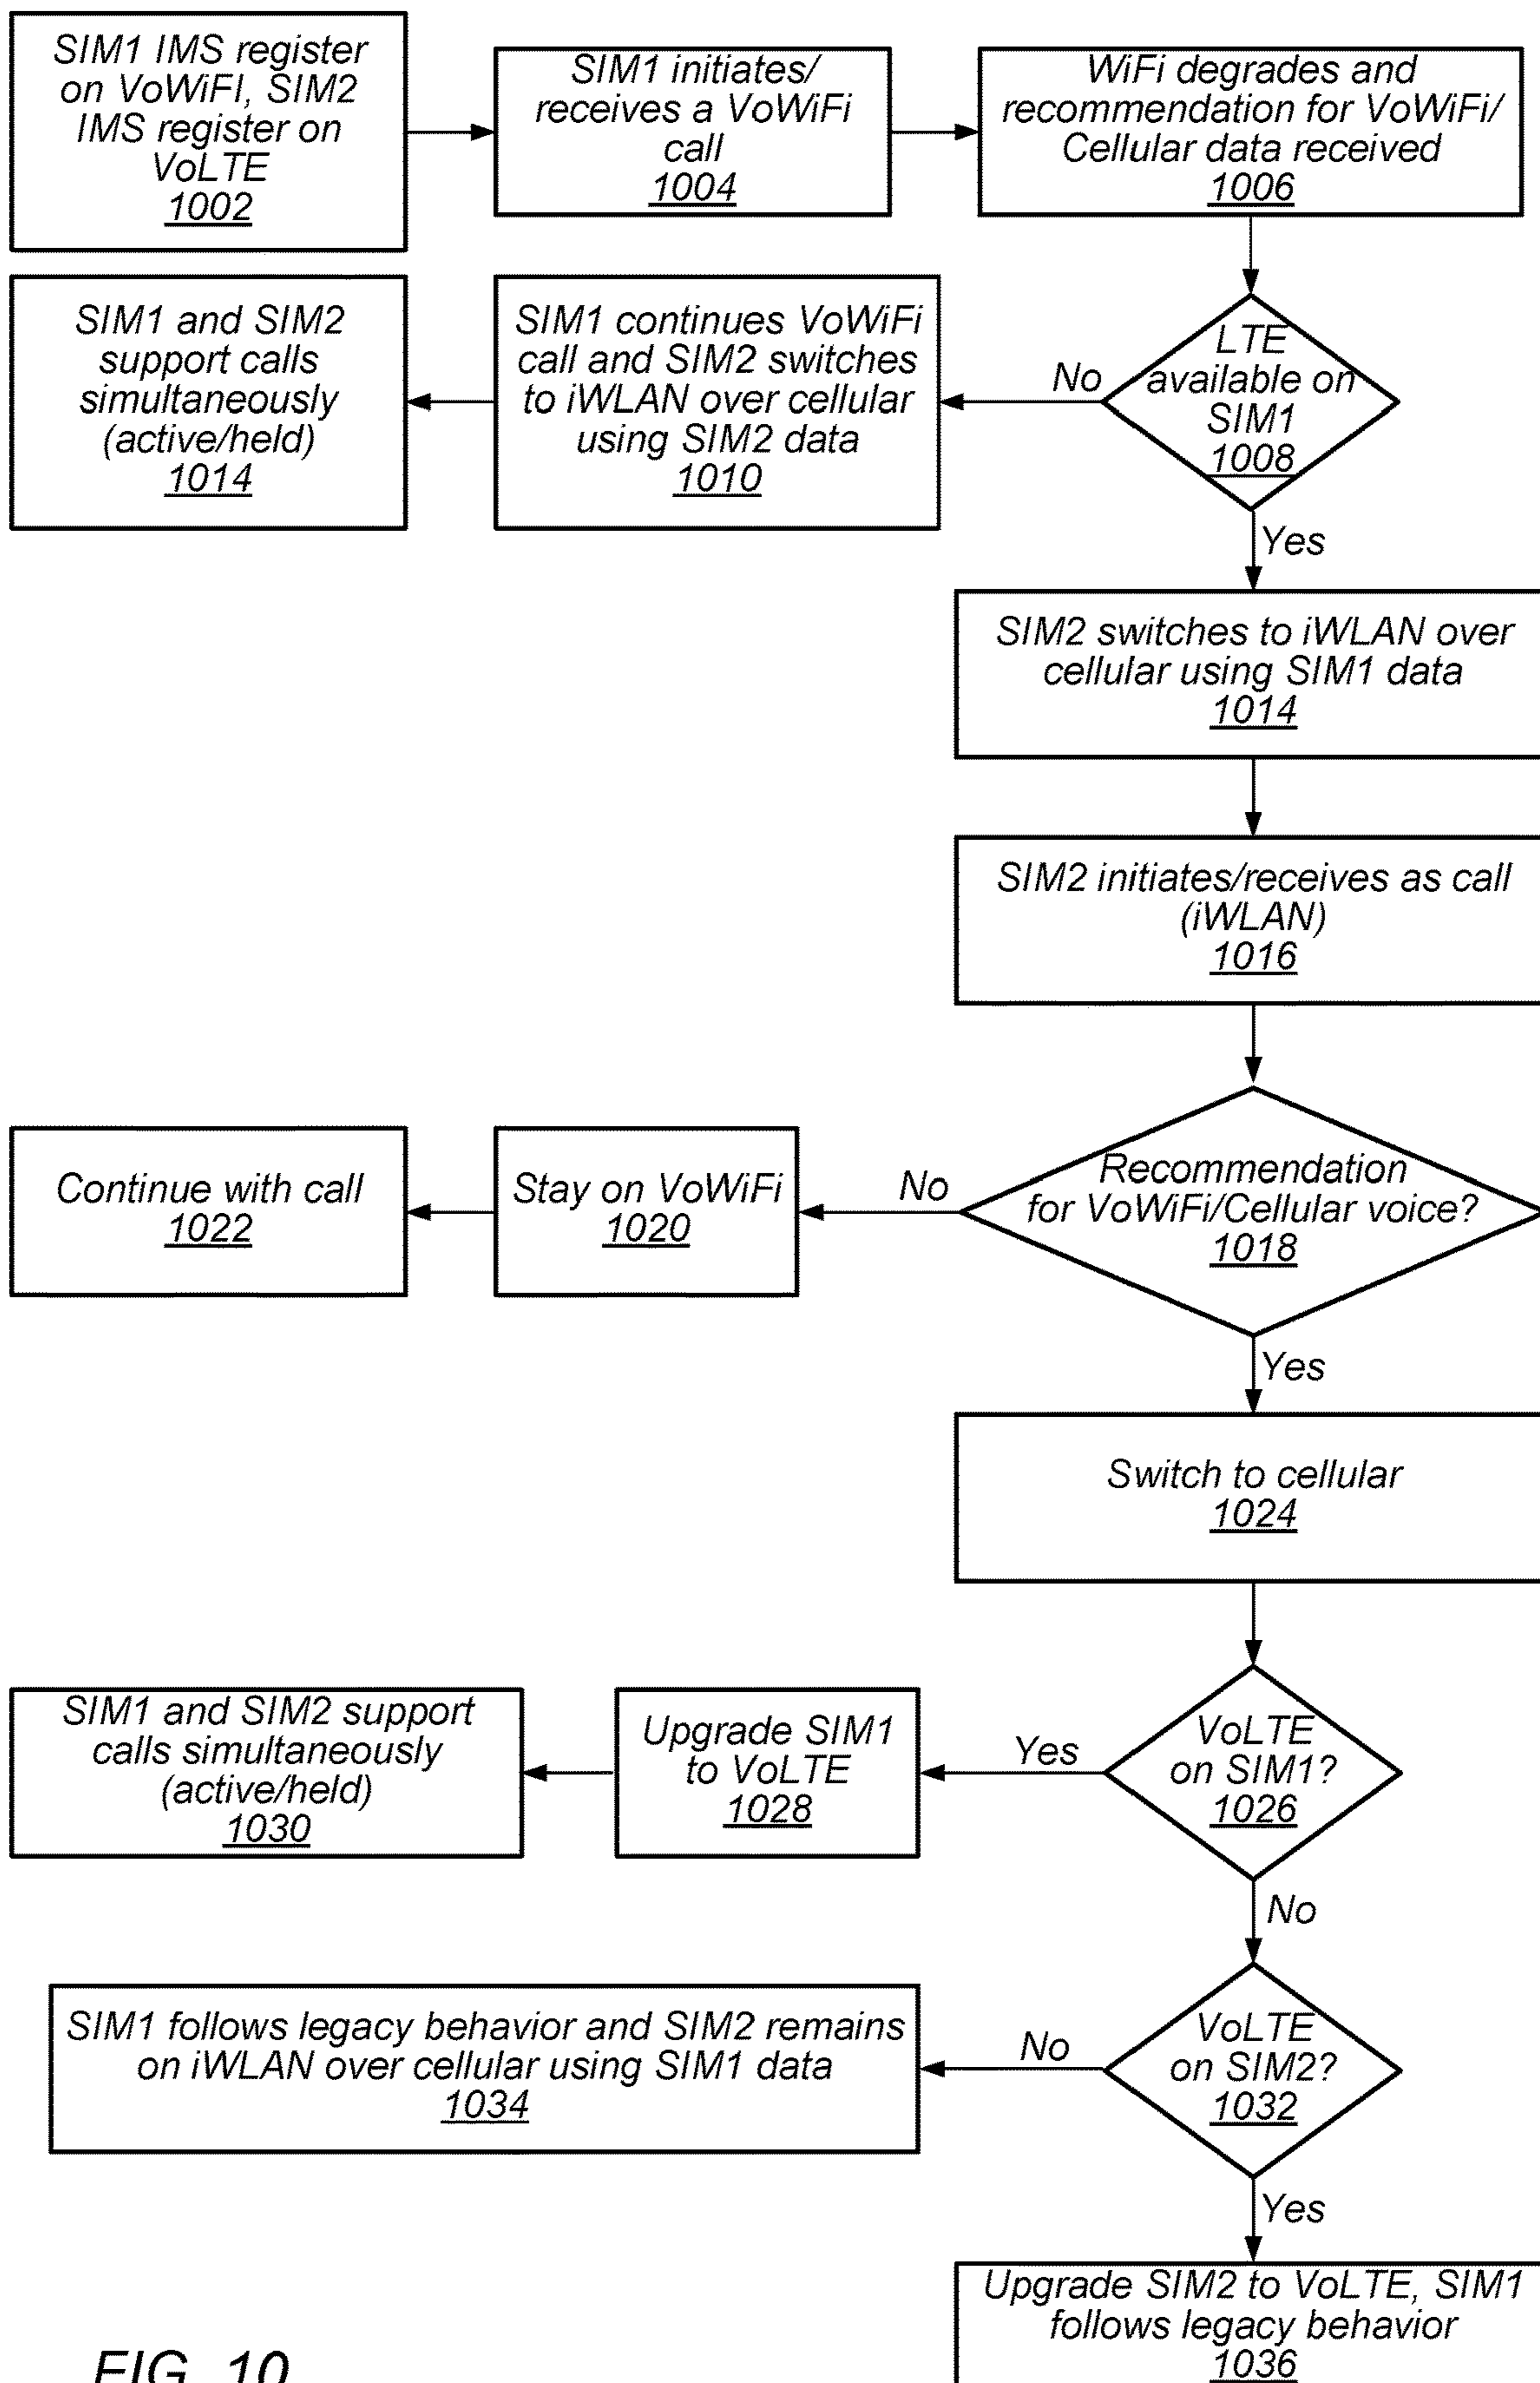 SIM1 IMS register
on VoWiFI, SIM2
IMS register on
VoLTE
1002
SIM1 initiates/
receives a VoWiFi
call
1004
WiFi degrades and
recommendation for VoWiFi/
Cellular data received
1006
LTE
available on
SIM1
1008
No
SIM1 continues VoWiFi
call and SIM2 switches
to iWLAN over cellular
using SIM2 data
1010
SIM1 and SIM2
support calls
simultaneously
(active/held)
1014
Yes
SIM2 switches to iWLAN over
cellular using SIM1 data
1014
SIM2 initiates/receives as call
(iWLAN)
1016
Recommendation
for VoWiFi/Cellular voice?
1018
No
Stay on VoWiFi
1020
Continue with call
1022
Yes
Switch to cellular
1024
VoLTE
on SIM1?
1026
Yes
Upgrade SIM1
to VoLTE
1028
SIM1 and SIM2 support
calls simultaneously
(active/held)
1030
No
VoLTE
on SIM2?
1032
No
SIM1 follows legacy behavior and SIM2 remains
on iWLAN over cellular using SIM1 data
1034
Yes
Upgrade SIM2 to VoLTE, SIM1
follows legacy behavior
1036
FIG. 10